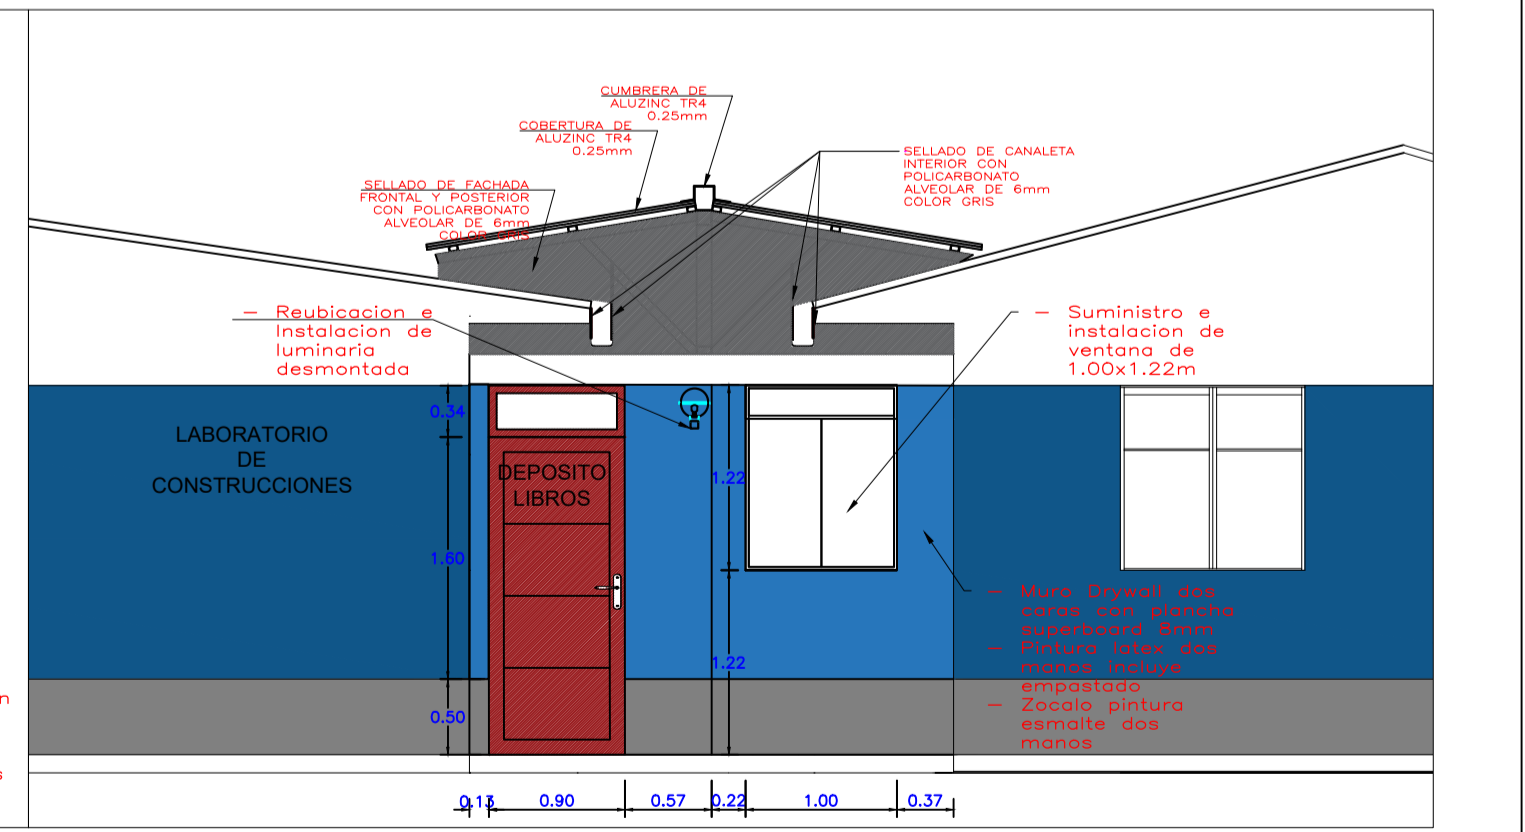 CUMBRERA DE
ALUZINC TR4
0.25mm
COBERTURA DE
ALUZINC TR4
0.25mm
SELLADO DE FACHADA
FRONTAL Y POSTERIOR
CON POLICARBONATO
ALVEOLAR DE 6mm
COLOR GRIS
SELLADO DE CANALETA
INTERIOR CON
POLICARBONATO
ALVEOLAR DE 6mm
COLOR GRIS
– Reubicacion e
Instalacion de
luminaria
desmontada
– Suministro e
instalacion de
ventana de
1.00x1.22m
LABORATORIO
DE
CONSTRUCCIONES
DEPOSITO
LIBROS
0.34
1.60
0.50
1.22
1.22
– Muro Drywall dos
caras con plancha
superboard 8mm
– Pintura latex dos
manos incluye
empastado
– Zocalo pintura
esmalte dos
manos
n
s
0.13 0.90 0.57 0.22 1.00 0.37